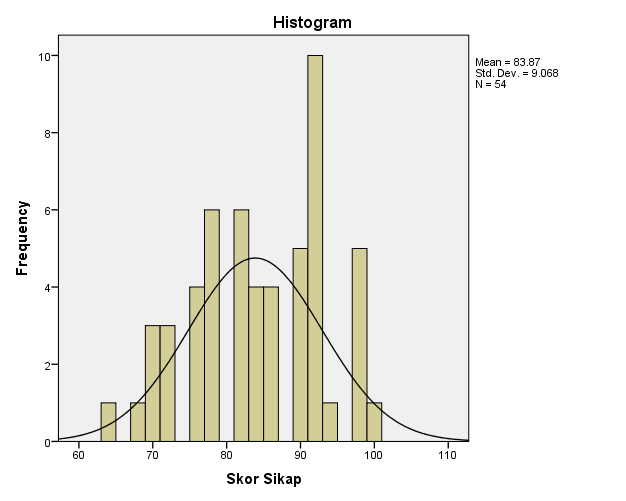 Histogram
Mean = 83.87
Std. Dev. = 9.068
N = 54
10
8
6
4
2
0
Frequency
60 70 80 90 100 110
Skor Sikap